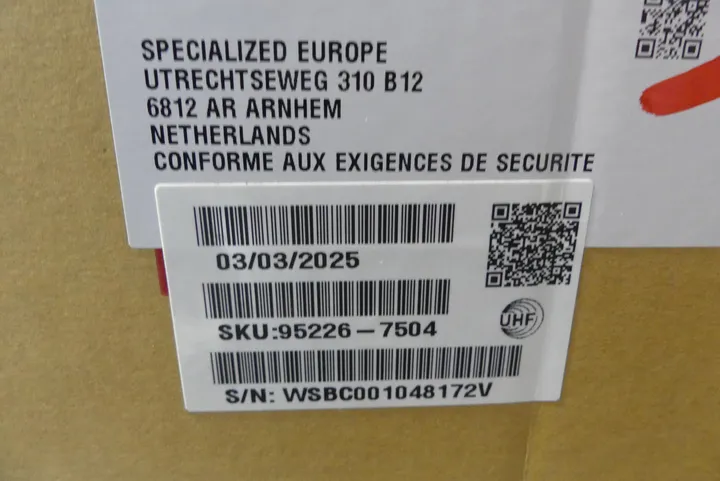 SPECIALIZED EUROPE
UTRECHTSEWEG 310 B12
6812 AR ARNHEM
NETHERLANDS
CONFORME AUX EXIGENCES DE SECURITE
03/03/2025
SKU:95226-7504
UHF
S/N: WSBC001048172V